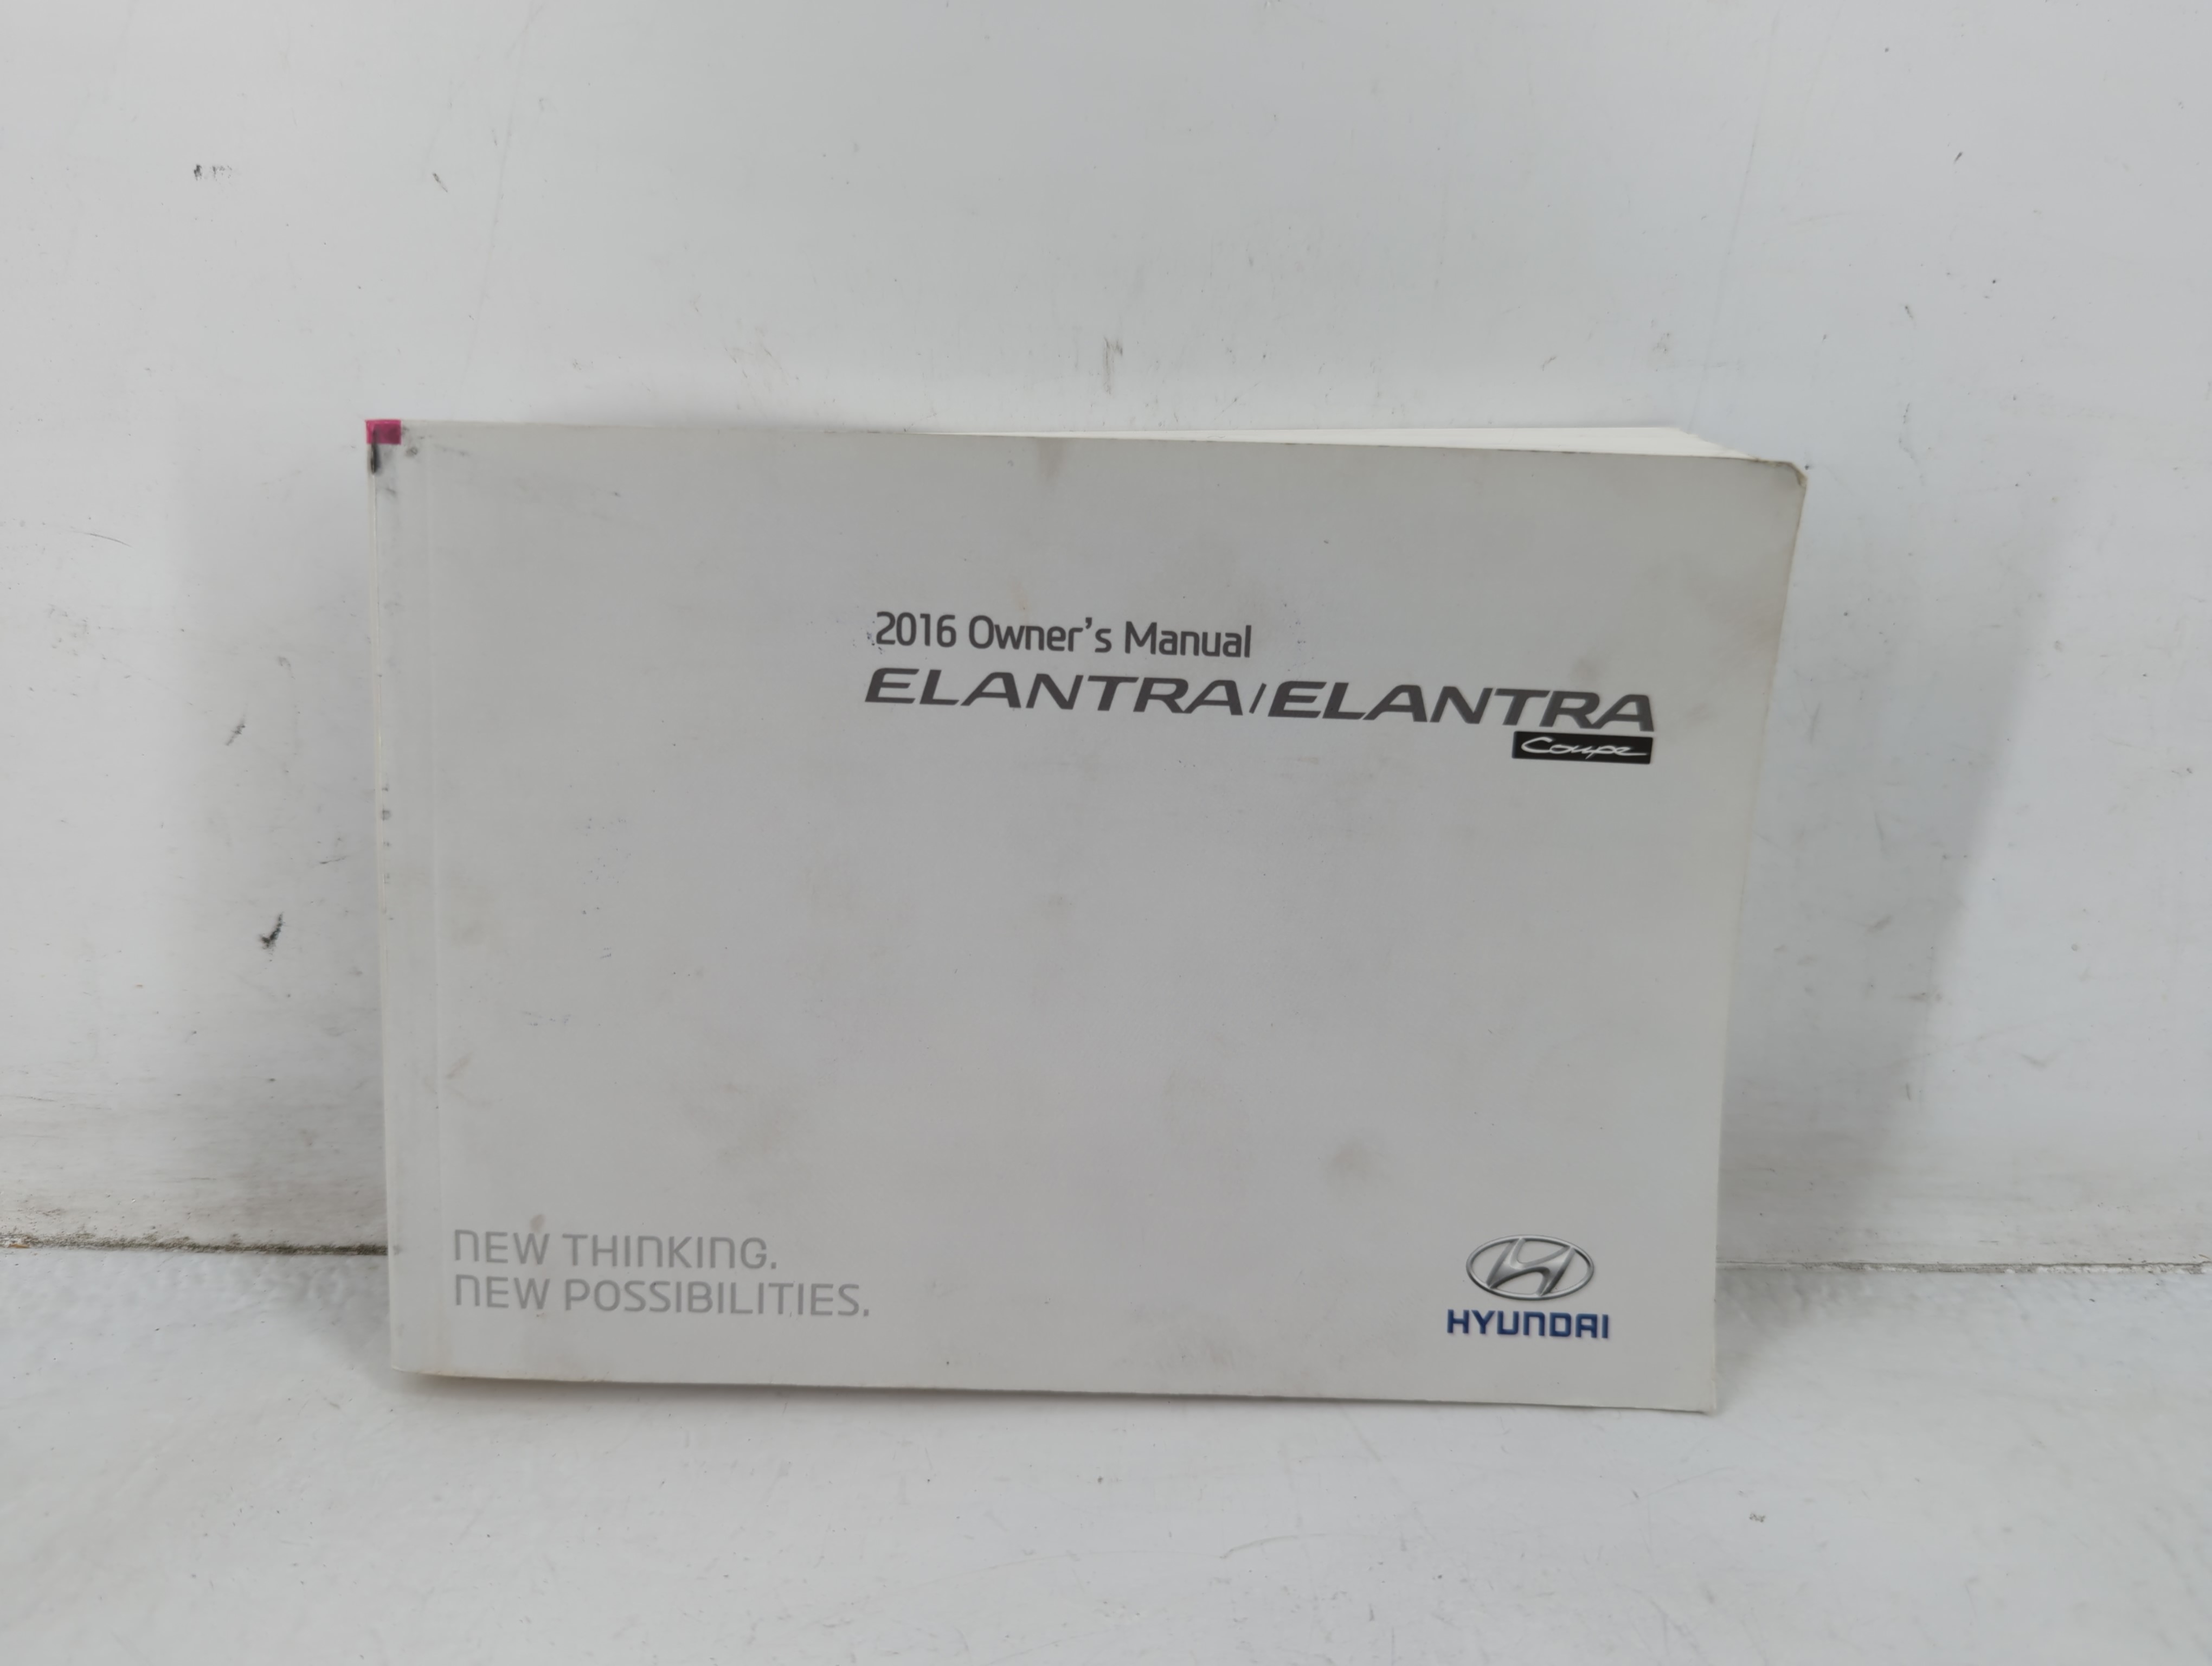 2016 Owner's Manual
ELANTRA/ELANTRA
Coupe
NEW THINKING.
NEW POSSIBILITIES.
HYUNDAI